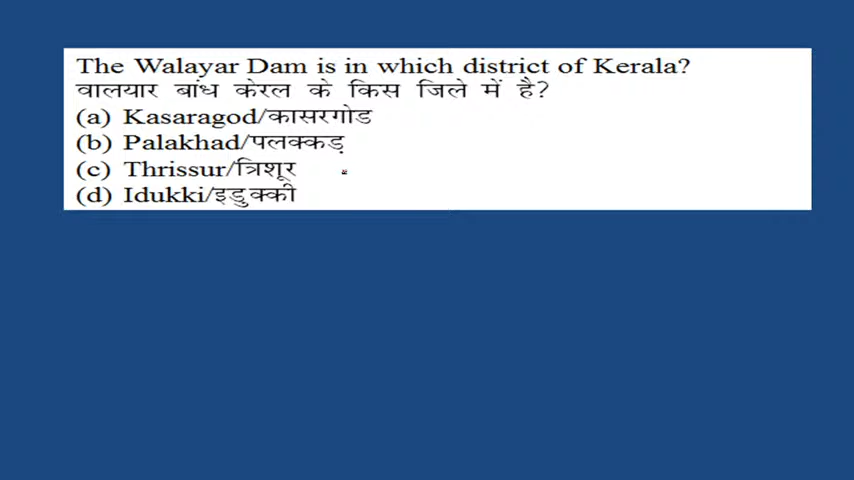 The Walayar Dam is in which district of Kerala?
वालयार बांध केरल के किस जिले में है?
(a) Kasaragod/कासरगोड
(b) Palakhad/पलक्कड़
(c) Thrissur/त्रिशूर
(d) Idukki/इडुक्की